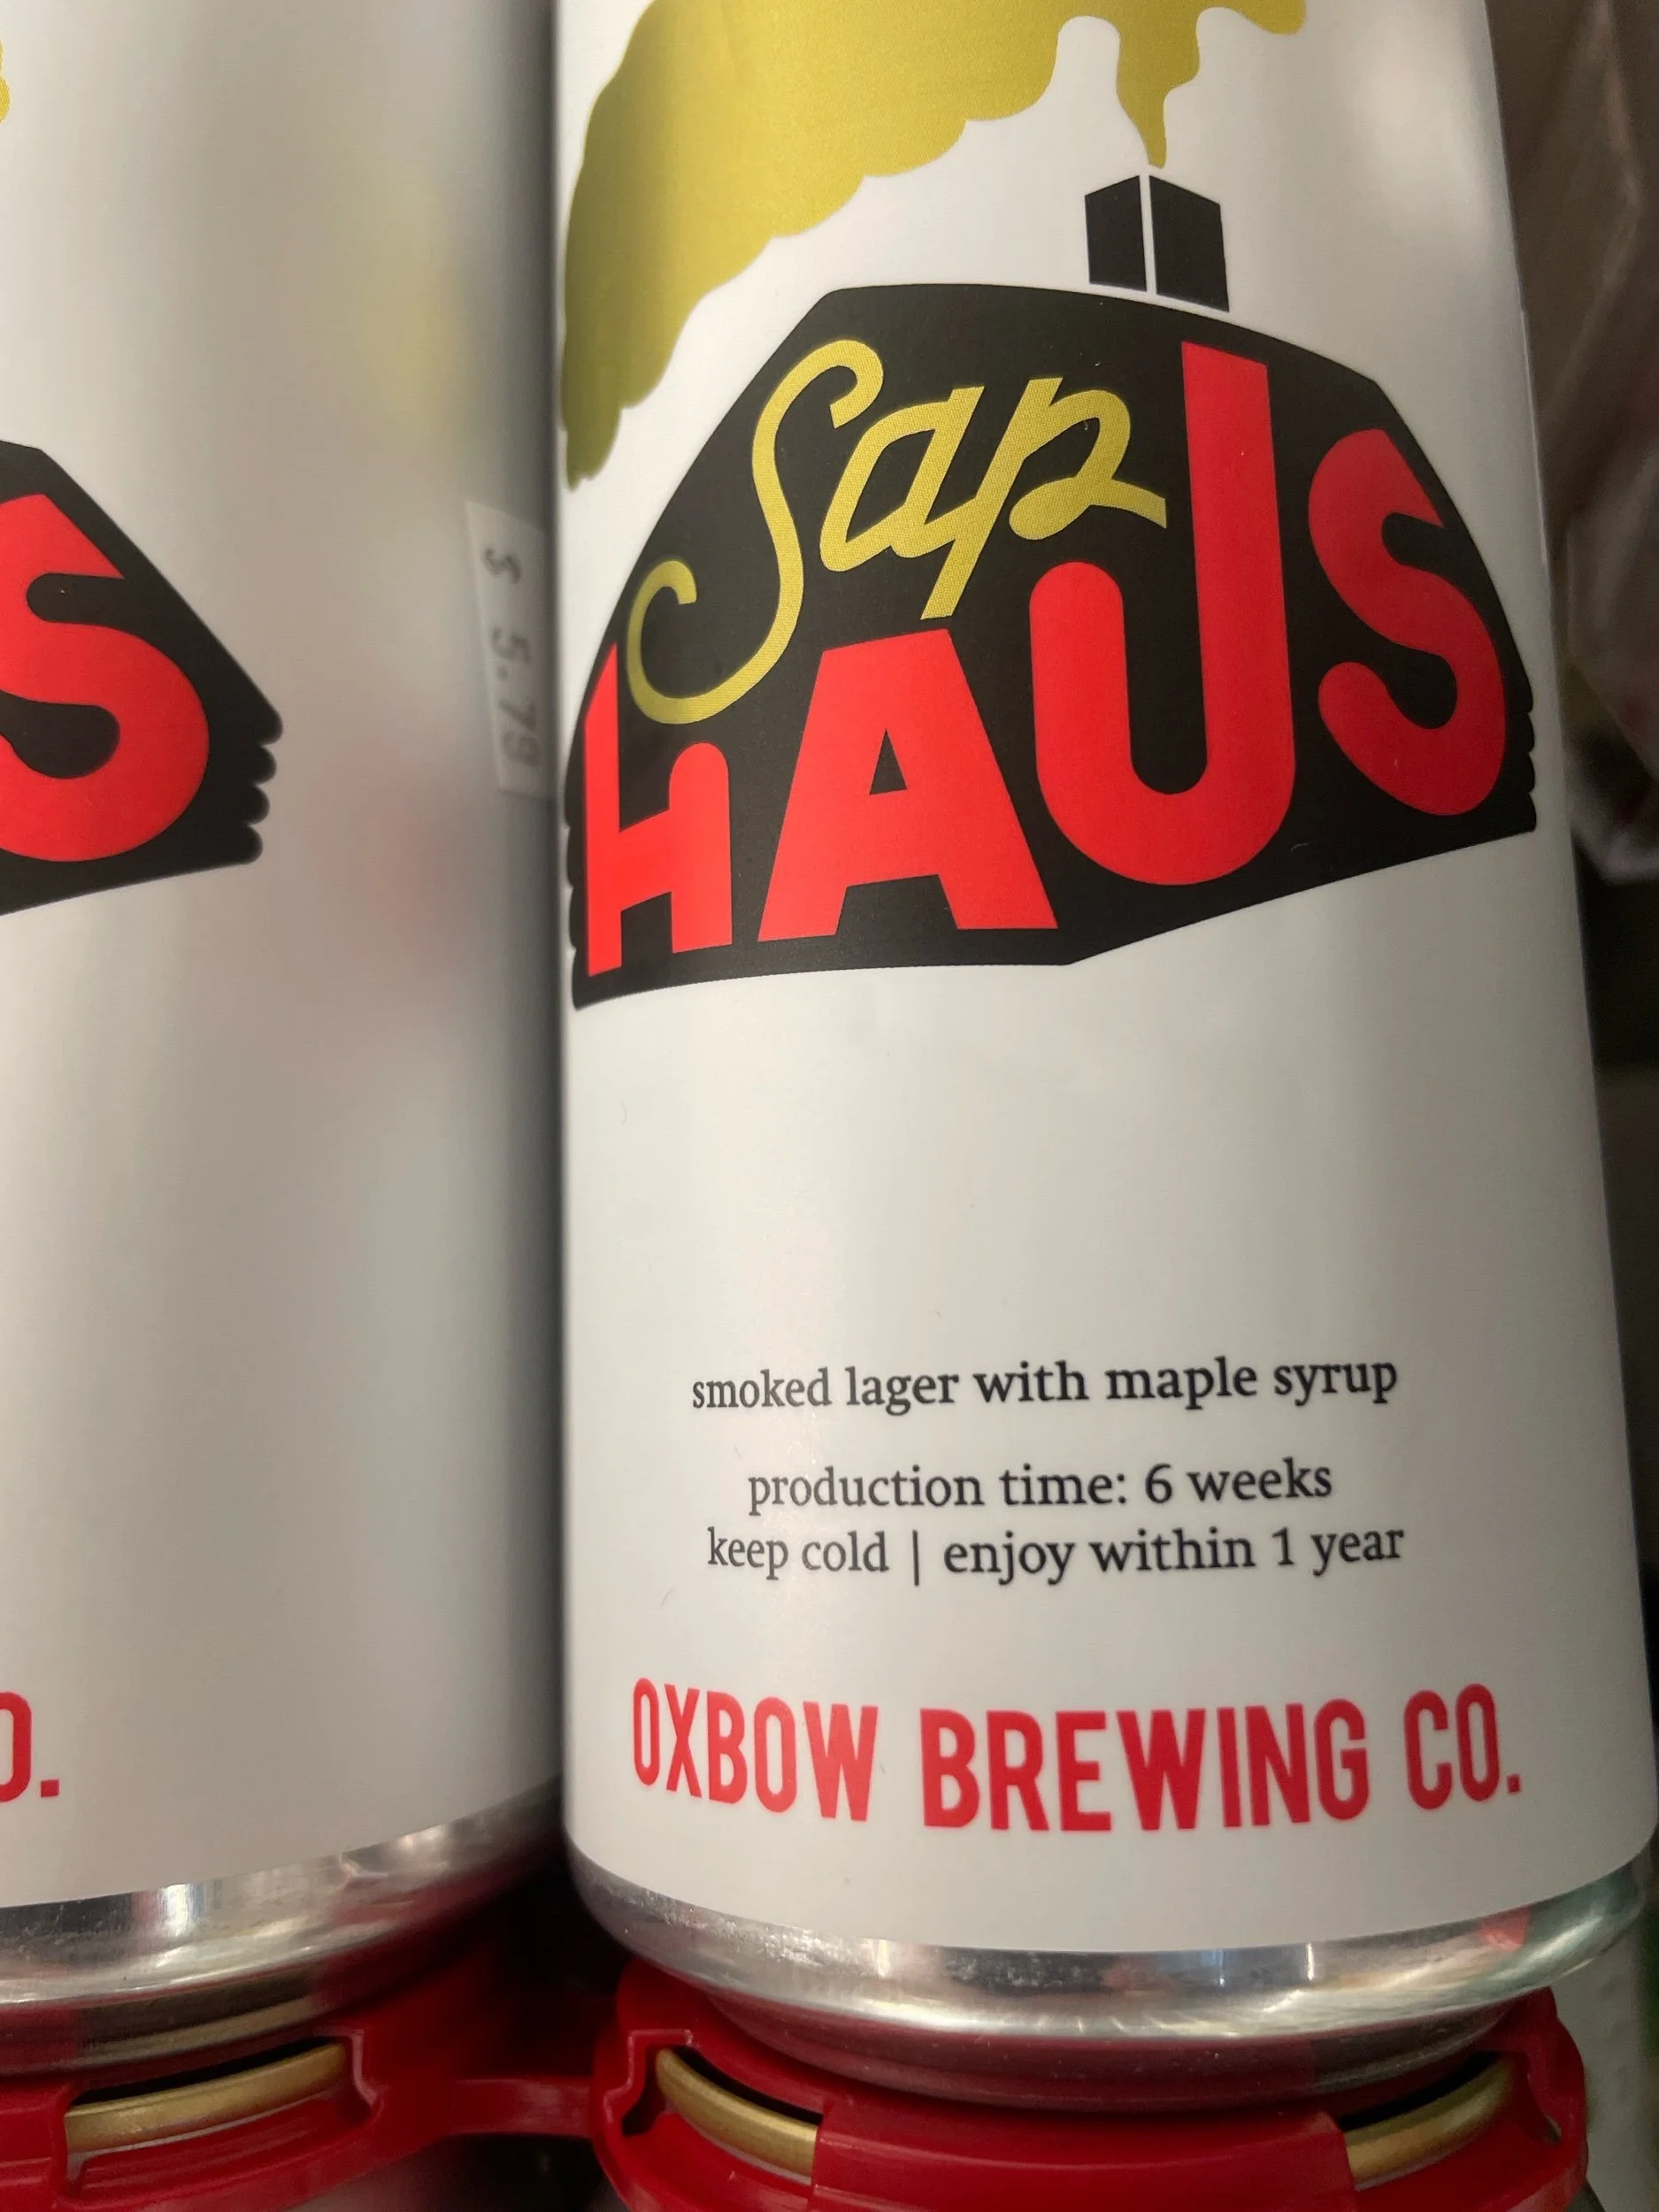 Sap
HAUS
smoked lager with maple syrup
production time: 6 weeks
keep cold | enjoy within 1 year
OXBOW BREWING CO.
S
$ 5.79
O.